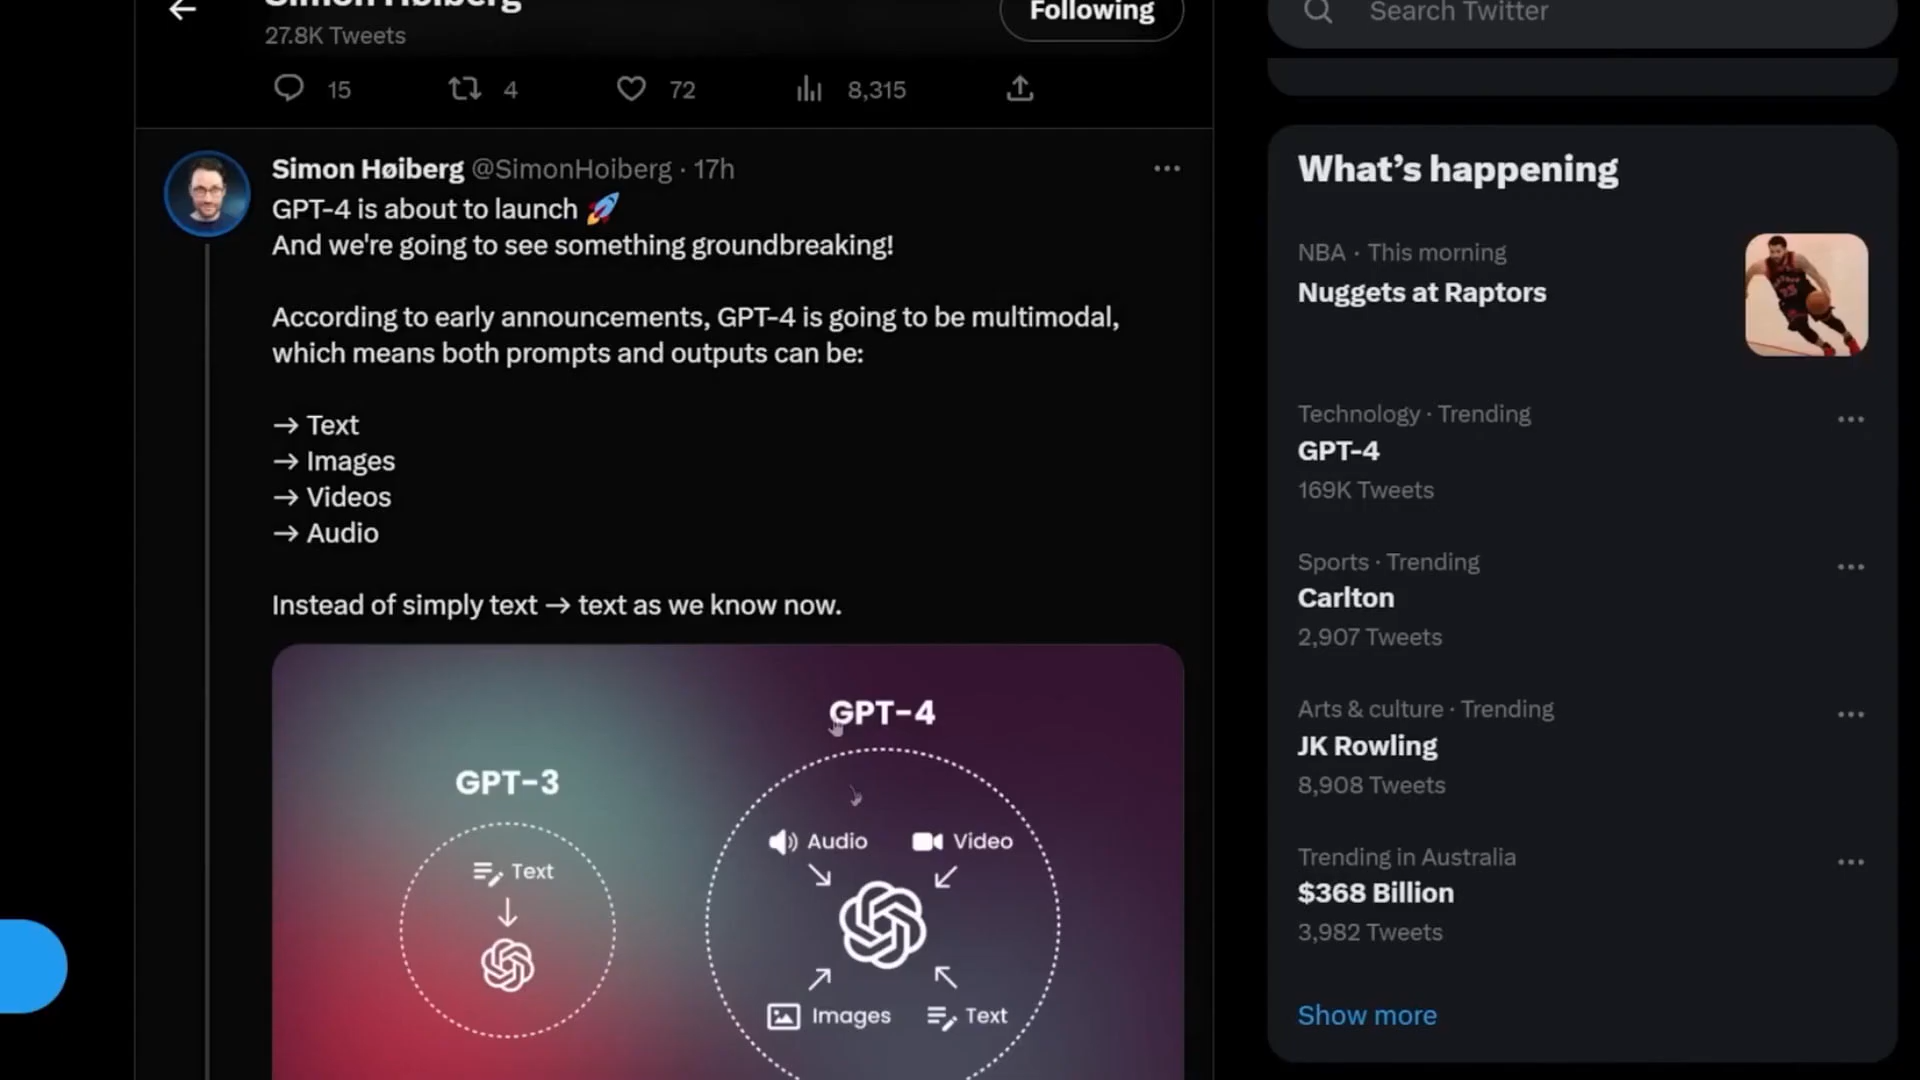 Simon Høiberg
27.8K Tweets
Following
15
4
72
8,315
Simon Høiberg @SimonHoiberg · 17h
GPT-4 is about to launch 🚀
And we're going to see something groundbreaking!
According to early announcements, GPT-4 is going to be multimodal,
which means both prompts and outputs can be:
→ Text
→ Images
→ Videos
→ Audio
Instead of simply text → text as we know now.
GPT-3
Text
GPT-4
Audio
Video
Images
Text
Search Twitter
What's happening
NBA · This morning
Nuggets at Raptors
Technology · Trending
GPT-4
169K Tweets
Sports · Trending
Carlton
2,907 Tweets
Arts & culture · Trending
JK Rowling
8,908 Tweets
Trending in Australia
$368 Billion
3,982 Tweets
Show more